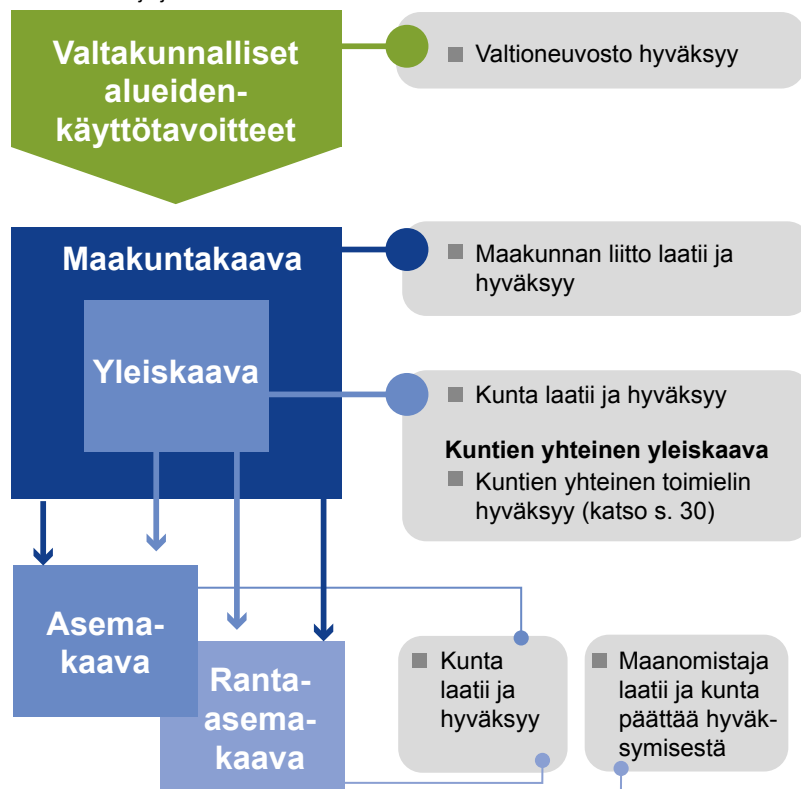 Valtakunnalliset
alueiden-
käyttötavoitteet
Valtioneuvosto hyväksyy
Maakuntakaava
Maakunnan liitto laatii ja
hyväksyy
Yleiskaava
Kunta laatii ja hyväksyy
Kuntien yhteinen yleiskaava
Kuntien yhteinen toimielin
hyväksyy (katso s. 30)
Asema-
kaava
Ranta-
asema-
kaava
Kunta
laatii ja
hyväksyy
Maanomistaja
laatii ja kunta
päättää hyväk-
symisestä